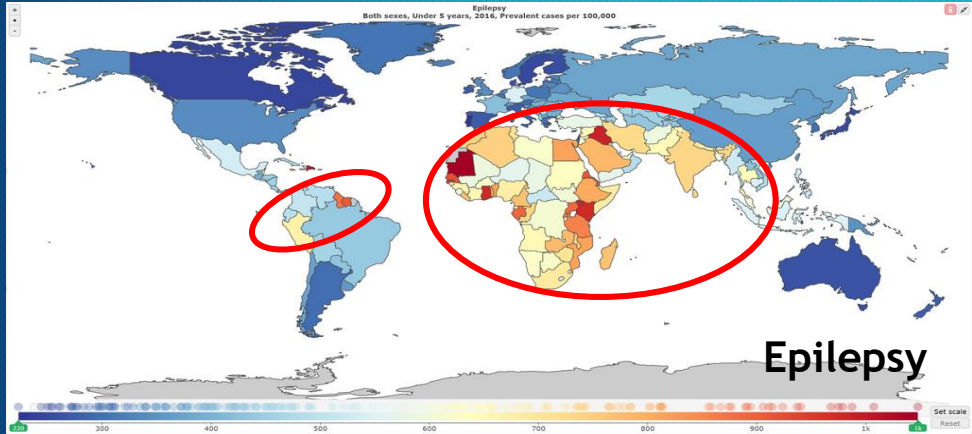 Epilepsy
Both sexes, Under 5 years, 2016, Prevalent cases per 100,000
+
-
Epilepsy
220 300 400 500 600 700 800 900 1k 1k
Set scale
Reset